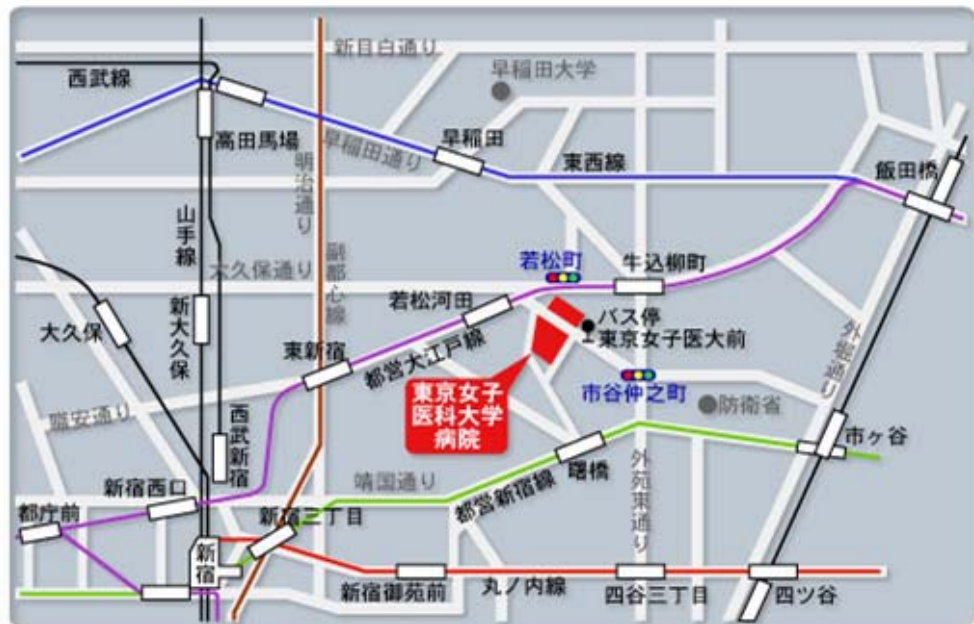 新目白通り
西武線
早稲田大学
高田馬場
早稲田通り
早稲田
東西線
飯田橋
明治通り
山手線
副都心線
大久保通り
若松町
牛込柳町
新大久保
大久保
若松河田
バス停
東京女子医大前
外堀通り
東新宿
都営大江戸線
東京女子
医科大学
病院
市谷仲之町
防衛省
職安通り
西武新宿
市ヶ谷
靖国通り
都営新宿線
曙橋
外苑東通り
新宿西口
都庁前
新宿三丁目
新宿
新宿御苑前
丸ノ内線
四谷三丁目
四ツ谷